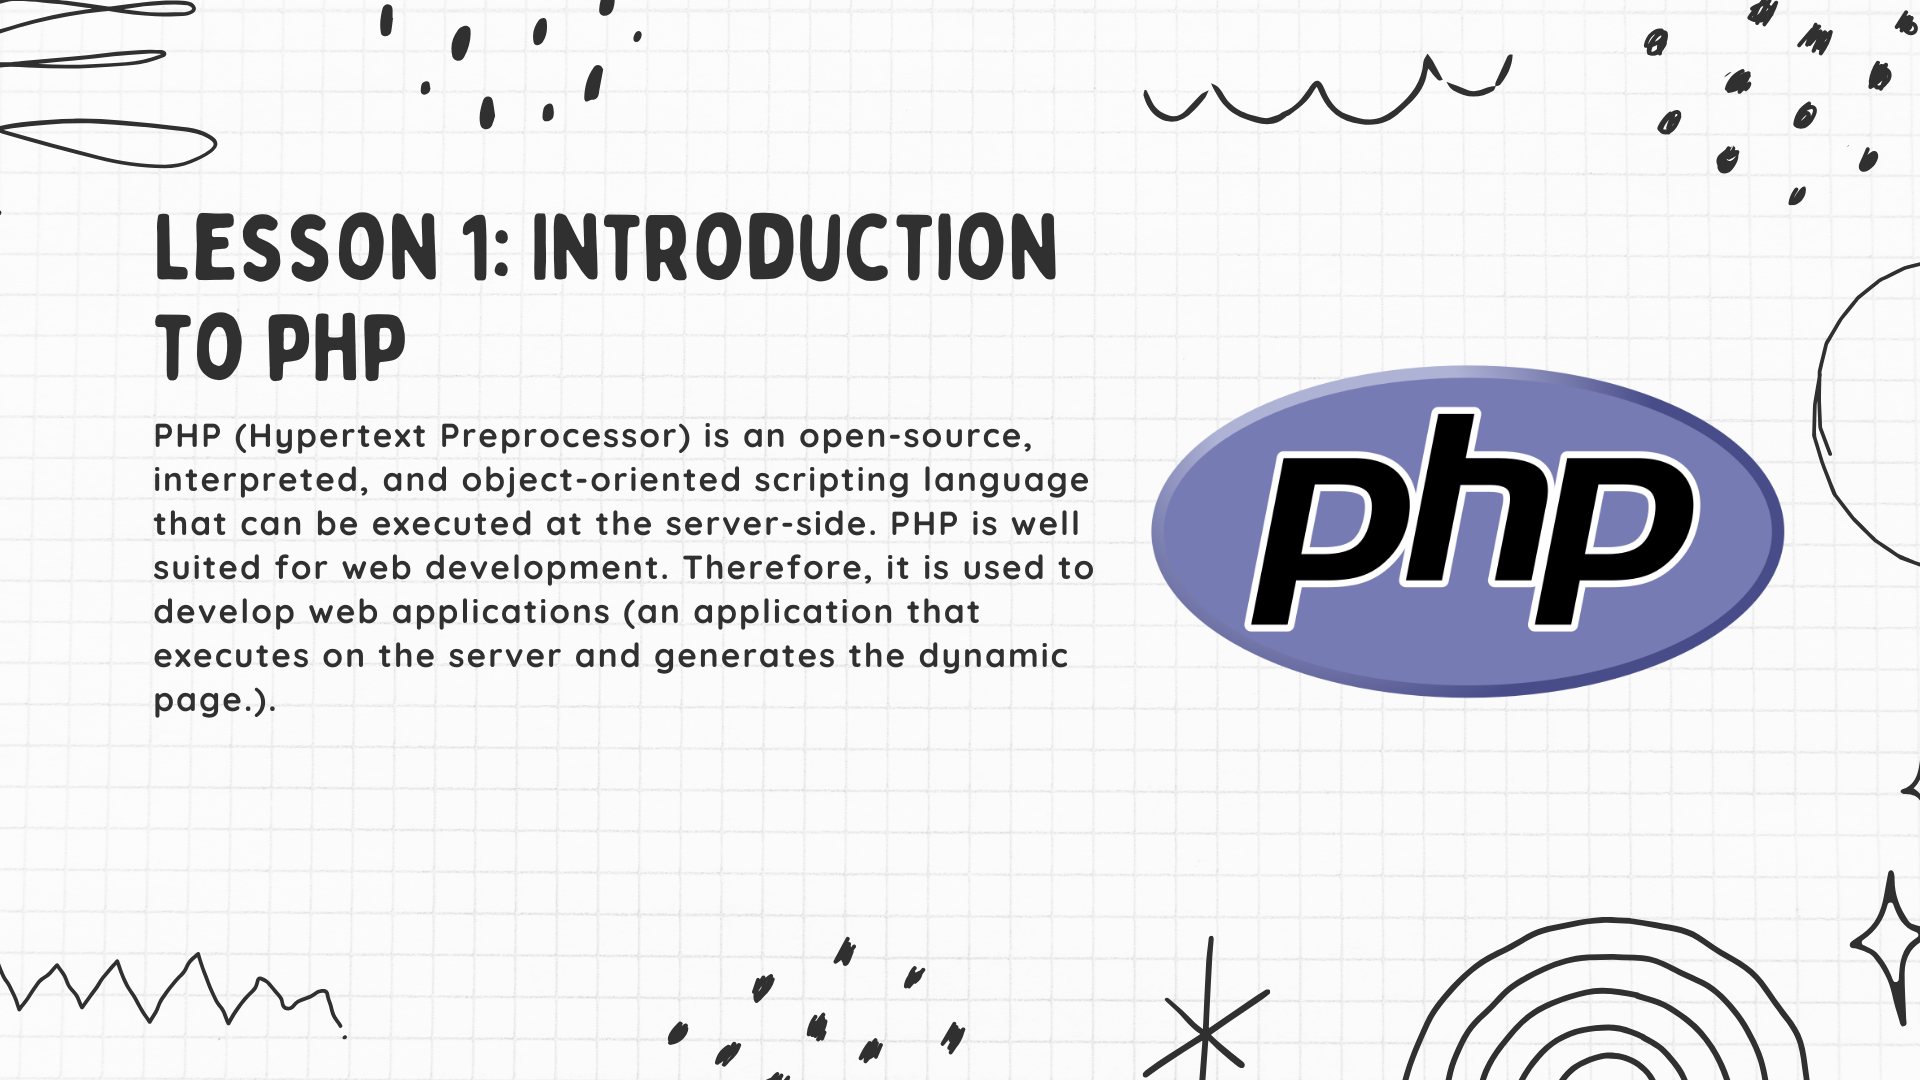 LESSON 1: INTRODUCTION
TO PHP
PHP (Hypertext Preprocessor) is an open-source,
interpreted, and object-oriented scripting language
that can be executed at the server-side. PHP is well
suited for web development. Therefore, it is used to
develop web applications (an application that
executes on the server and generates the dynamic
page.).
php